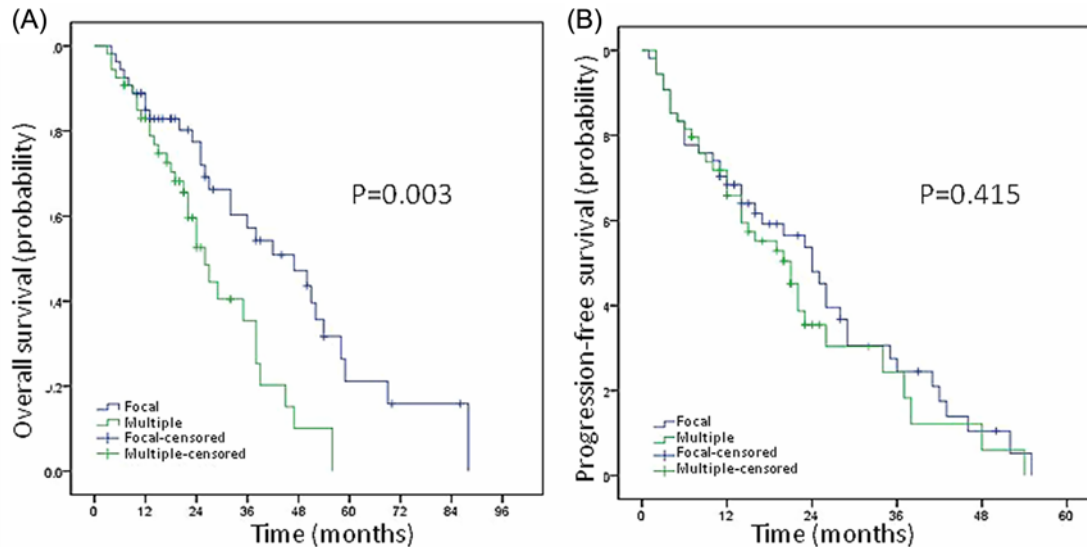 (A)
Overall survival (probability)
.0
.8
0.6
0.4
.2
0.0
P=0.003
Focal
Multiple
Focal-censored
Multiple-censored
0 12 24 36 48 60 72 84 96
Time (months)
(B)
Progression-free survival (probability)
0
8
6
4
2
0
P=0.415
Focal
Multiple
Focal-censored
Multiple-censored
0 12 24 36 48 60
Time (months)